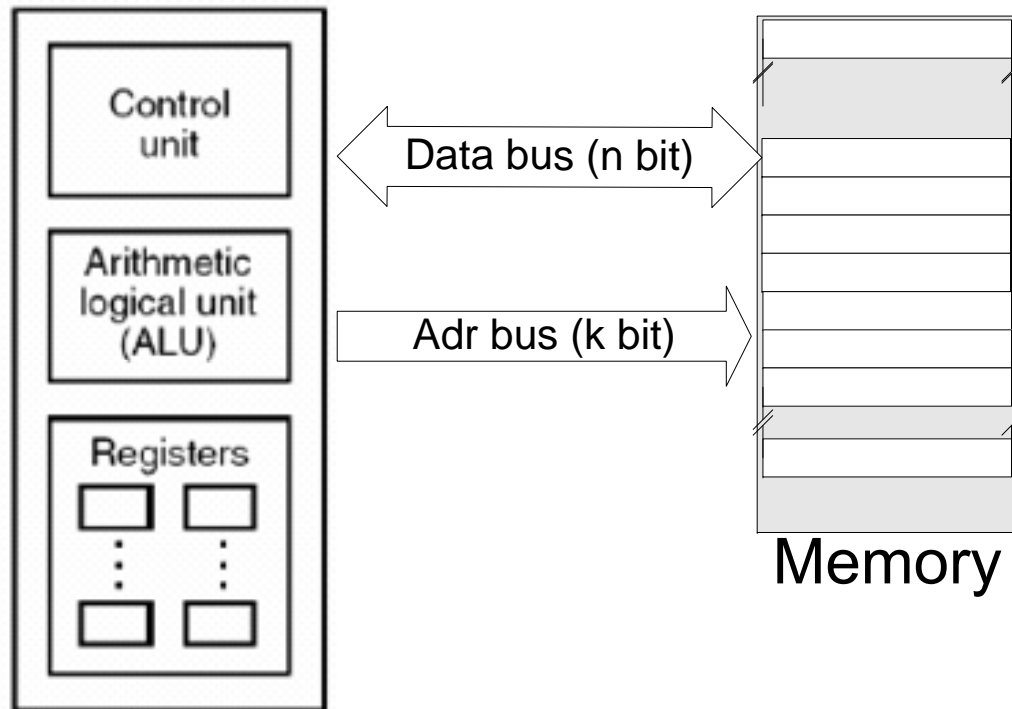 Control
unit
Arithmetic
logical unit
(ALU)
Registers
Data bus (n bit)
Adr bus (k bit)
Memory